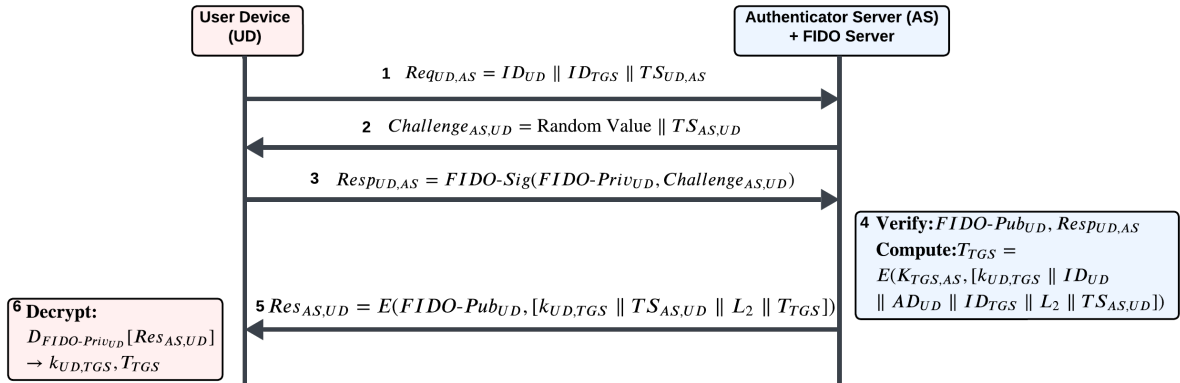 User Device
(UD)
Authenticator Server (AS)
+ FIDO Server
1 Req_{UD,AS} = ID_{UD} ∥ ID_{TGS} ∥ TS_{UD,AS}
2 Challenge_{AS,UD} = Random Value ∥ TS_{AS,UD}
3 Resp_{UD,AS} = FIDO-Sig(FIDO-Priv_{UD}, Challenge_{AS,UD})
4 Verify:FIDO-Pub_{UD}, Resp_{UD,AS}
Compute:T_{TGS} =
E(K_{TGS,AS}, [k_{UD,TGS} ∥ ID_{UD}
∥ AD_{UD} ∥ ID_{TGS} ∥ L_2 ∥ TS_{AS,UD}])
5 Res_{AS,UD} = E(FIDO-Pub_{UD}, [k_{UD,TGS} ∥ TS_{AS,UD} ∥ L_2 ∥ T_{TGS}])
6 Decrypt:
D_{FIDO-Priv_{UD}}[Res_{AS,UD}]
→ k_{UD,TGS}, T_{TGS}